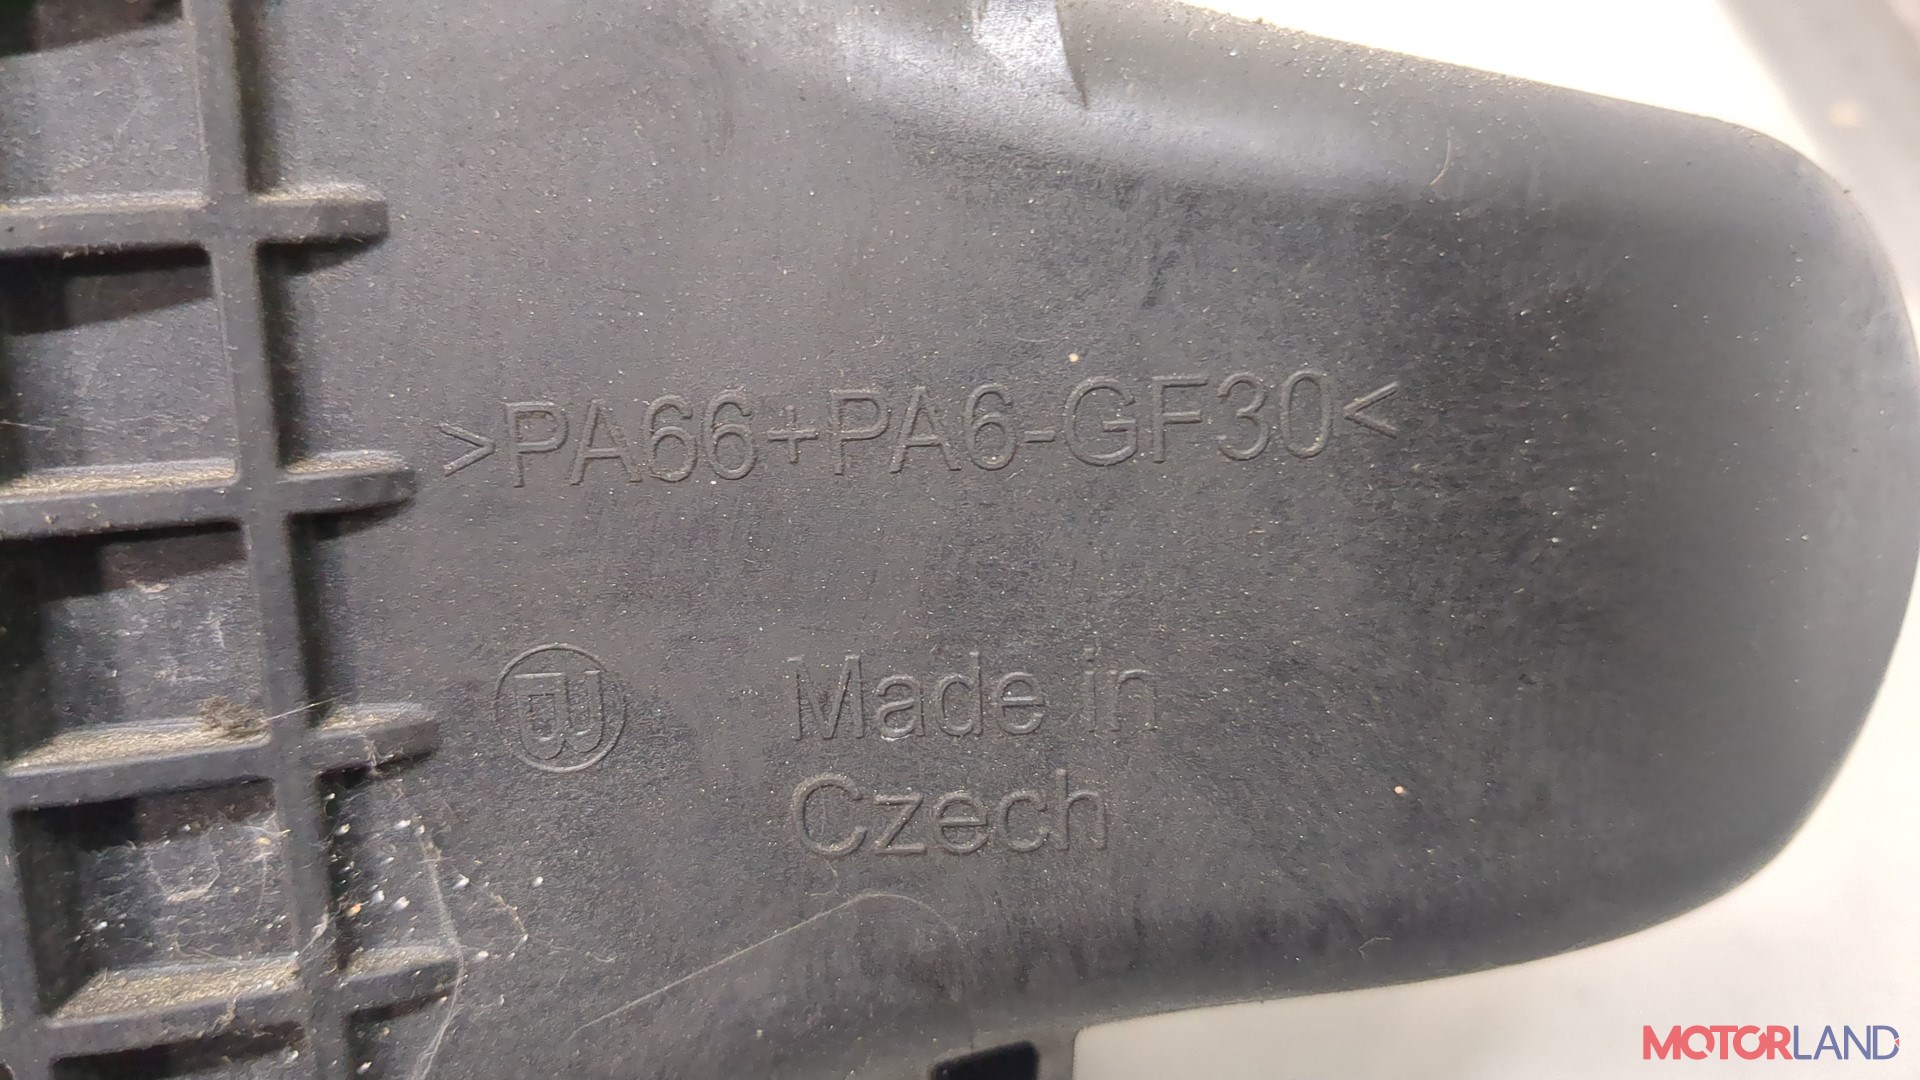 >PA66+PA6-GF30<
Made in
Czech
MOTORLAND